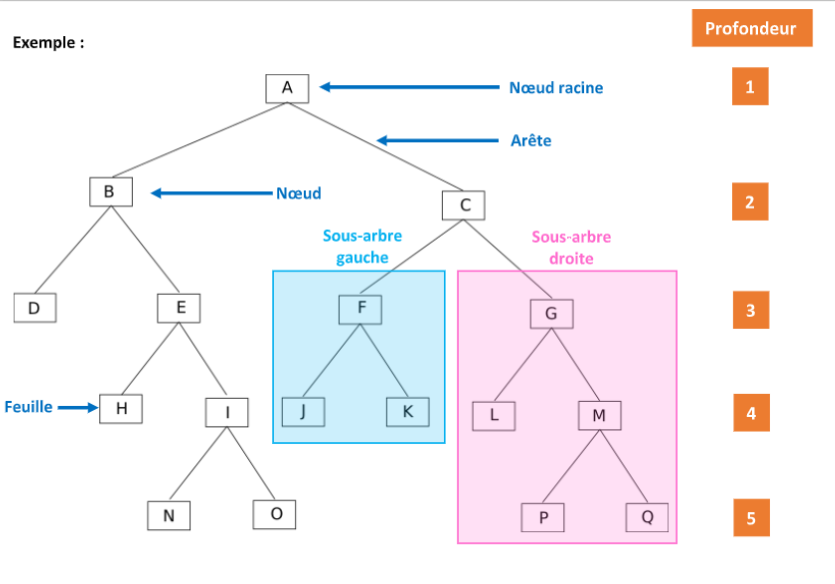 Profondeur
Exemple :
A
Nœud racine
1
Arête
B
Nœud
C
2
Sous-arbre
gauche
Sous-arbre
droite
D
E
F
G
3
Feuille
H
I
J
K
L
M
4
N
O
P
Q
5